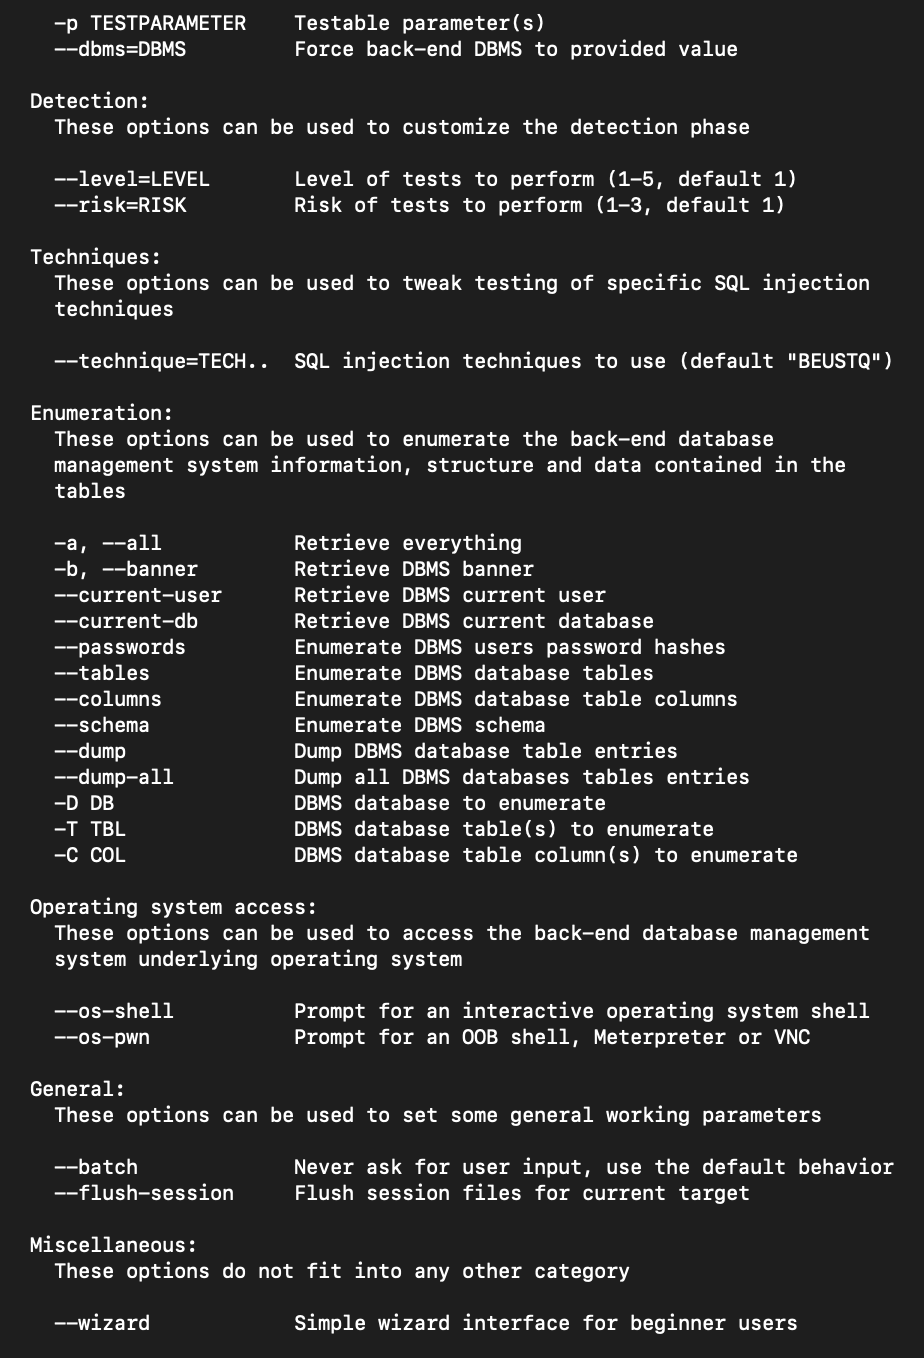 -p TESTPARAMETER    Testable parameter(s)
--dbms=DBMS         Force back-end DBMS to provided value
Detection:
These options can be used to customize the detection phase
--level=LEVEL       Level of tests to perform (1-5, default 1)
--risk=RISK         Risk of tests to perform (1-3, default 1)
Techniques:
These options can be used to tweak testing of specific SQL injection
techniques
--technique=TECH..  SQL injection techniques to use (default "BEUSTQ")
Enumeration:
These options can be used to enumerate the back-end database
management system information, structure and data contained in the
tables
-a, --all           Retrieve everything
-b, --banner        Retrieve DBMS banner
--current-user      Retrieve DBMS current user
--current-db        Retrieve DBMS current database
--passwords         Enumerate DBMS users password hashes
--tables            Enumerate DBMS database tables
--columns           Enumerate DBMS database table columns
--schema            Enumerate DBMS schema
--dump              Dump DBMS database table entries
--dump-all          Dump all DBMS databases tables entries
-D DB               DBMS database to enumerate
-T TBL              DBMS database table(s) to enumerate
-C COL              DBMS database table column(s) to enumerate
Operating system access:
These options can be used to access the back-end database management
system underlying operating system
--os-shell          Prompt for an interactive operating system shell
--os-pwn            Prompt for an OOB shell, Meterpreter or VNC
General:
These options can be used to set some general working parameters
--batch             Never ask for user input, use the default behavior
--flush-session     Flush session files for current target
Miscellaneous:
These options do not fit into any other category
--wizard            Simple wizard interface for beginner users